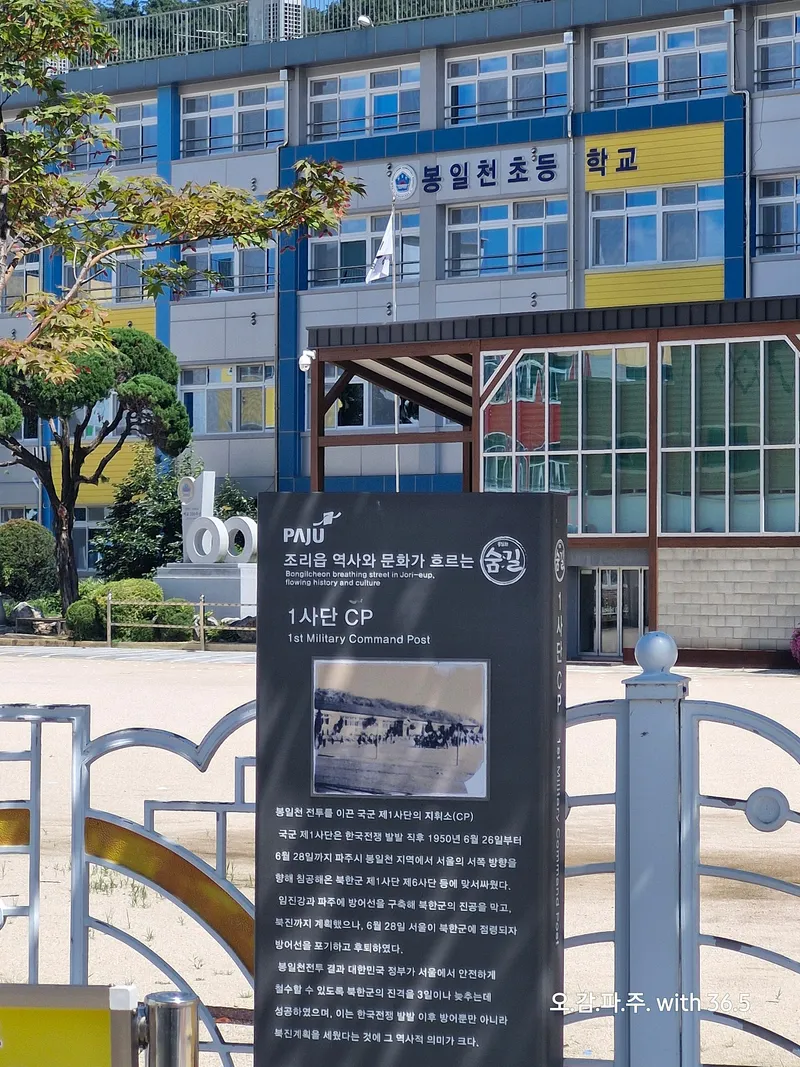 봉일천초등학교
PAJU
조리읍 역사와 문화가 흐르는
봉일천
숨길
Bongilcheon breathing street in Jori-eup,
flowing history and culture
1사단 CP
1st Military Command Post
봉일천 전투를 이끈 국군 제1사단의 지휘소(CP)
국군 제1사단은 한국전쟁 발발 직후 1950년 6월 26일부터
6월 28일까지 파주시 봉일천 지역에서 서울의 서쪽 방향을
향해 침공해온 북한군 제1사단 제6사단 등에 맞서싸웠다.
임진강과 파주에 방어선을 구축해 북한군의 진공을 막고,
북진까지 계획했으나, 6월 28일 서울이 북한군에 점령되자
방어선을 포기하고 후퇴하였다.
봉일천전투 결과 대한민국 정부가 서울에서 안전하게
철수할 수 있도록 북한군의 진격을 3일이나 늦추는데
성공하였으며, 이는 한국전쟁 발발 이후 방어뿐만 아니라
북진계획을 세웠다는 것에 그 역사적 의미가 크다.
1사단 CP 1st Military Command Post
오.감.파.주. with 36.5